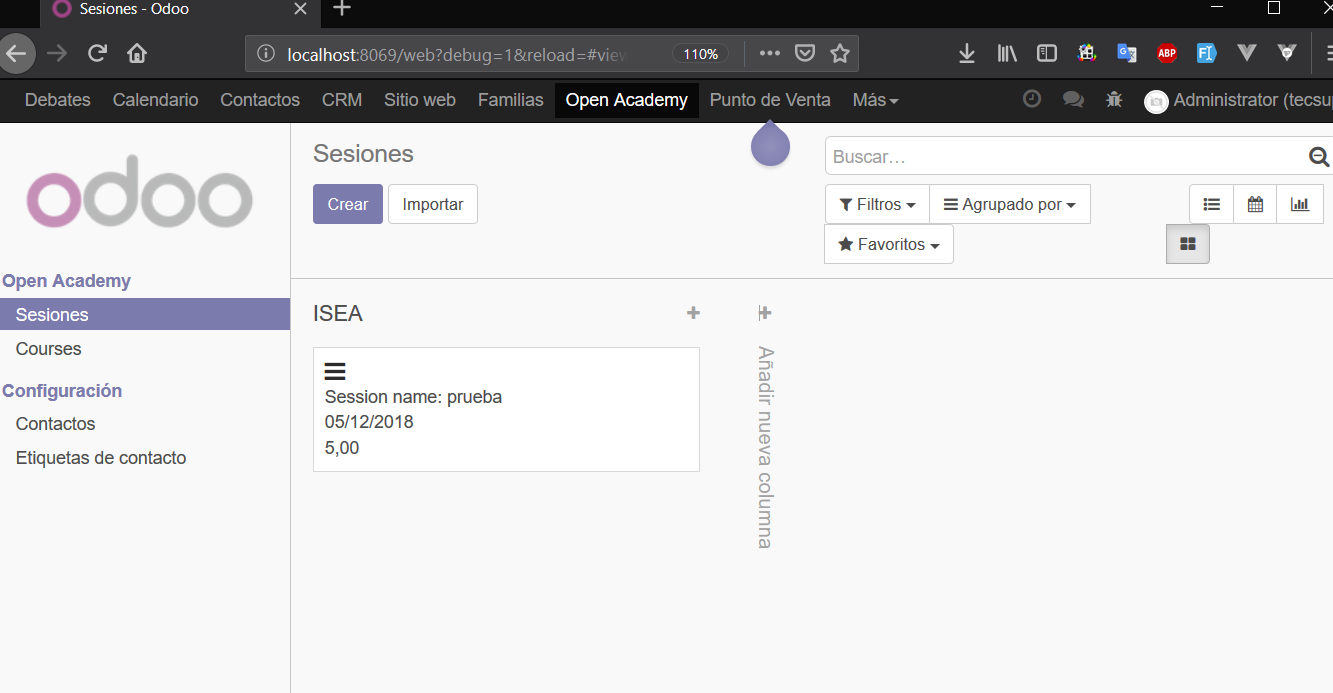 Sesiones - Odoo
localhost:8069/web?debug=1&reload=#view
110%
ABP
Debates Calendario Contactos CRM Sitio web Familias Open Academy Punto de Venta Más Administrator (tecsup
odoo
Sesiones
Buscar...
Crear Importar
Filtros Agrupado por
Favoritos
Open Academy
Sesiones
Courses
Configuración
Contactos
Etiquetas de contacto
ISEA
Session name: prueba
05/12/2018
5,00
Añadir nueva columna